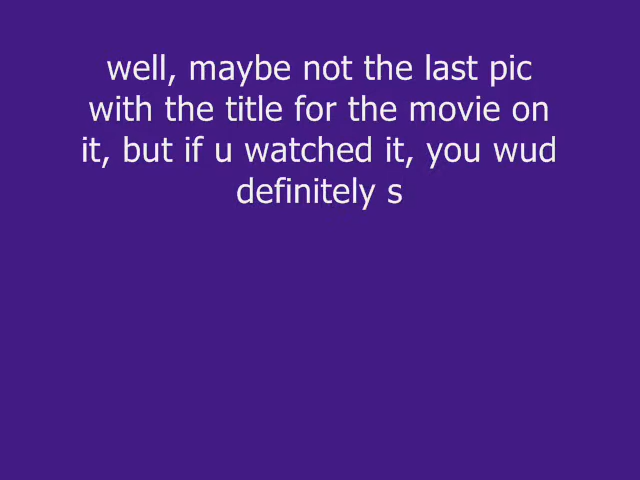 well, maybe not the last pic
with the title for the movie on
it, but if u watched it, you wud
definitely s